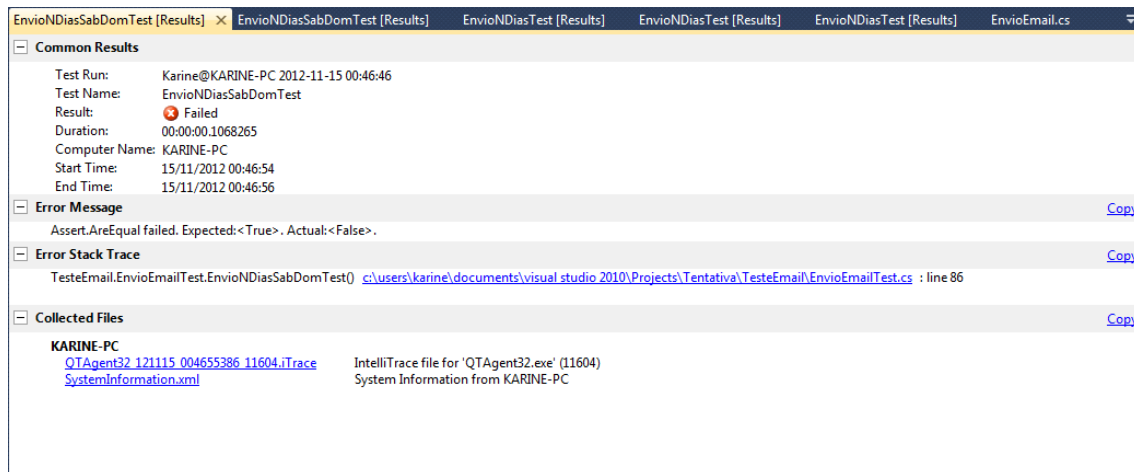 EnvioNDiasSabDomTest [Results] EnvioNDiasSabDomTest [Results] EnvioNDiasTest [Results] EnvioNDiasTest [Results] EnvioNDiasTest [Results] EnvioEmail.cs
Common Results
Test Run: Karine@KARINE-PC 2012-11-15 00:46:46
Test Name: EnvioNDiasSabDomTest
Result: Failed
Duration: 00:00:00.1068265
Computer Name: KARINE-PC
Start Time: 15/11/2012 00:46:54
End Time: 15/11/2012 00:46:56
Error Message Copy
Assert.AreEqual failed. Expected:<True>. Actual:<False>.
Error Stack Trace Copy
TesteEmail.EnvioEmailTest.EnvioNDiasSabDomTest() c:\users\karine\documents\visual studio 2010\Projects\Tentativa\TesteEmail\EnvioEmailTest.cs : line 86
Collected Files Copy
KARINE-PC
QTAgent32_121115_004655386_11604.iTrace IntelliTrace file for 'QTAgent32.exe' (11604)
SystemInformation.xml System Information from KARINE-PC